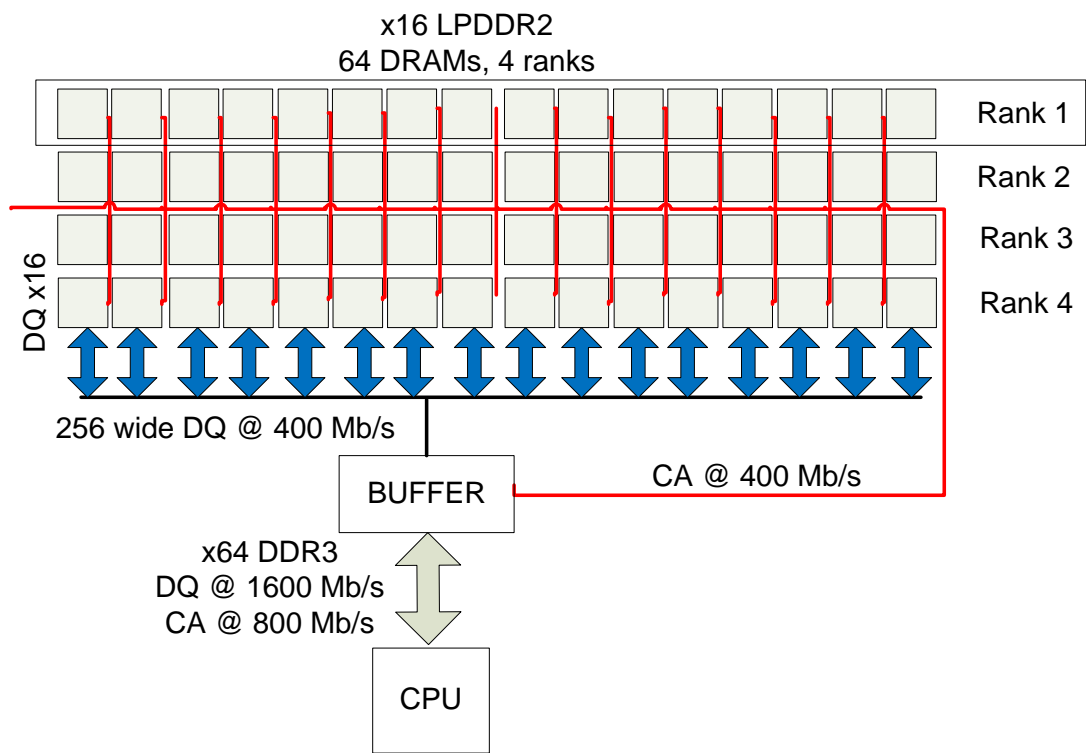 x16 LPDDR2
64 DRAMs, 4 ranks
Rank 1
Rank 2
Rank 3
Rank 4
DQ x16
256 wide DQ @ 400 Mb/s
CA @ 400 Mb/s
BUFFER
x64 DDR3
DQ @ 1600 Mb/s
CA @ 800 Mb/s
CPU